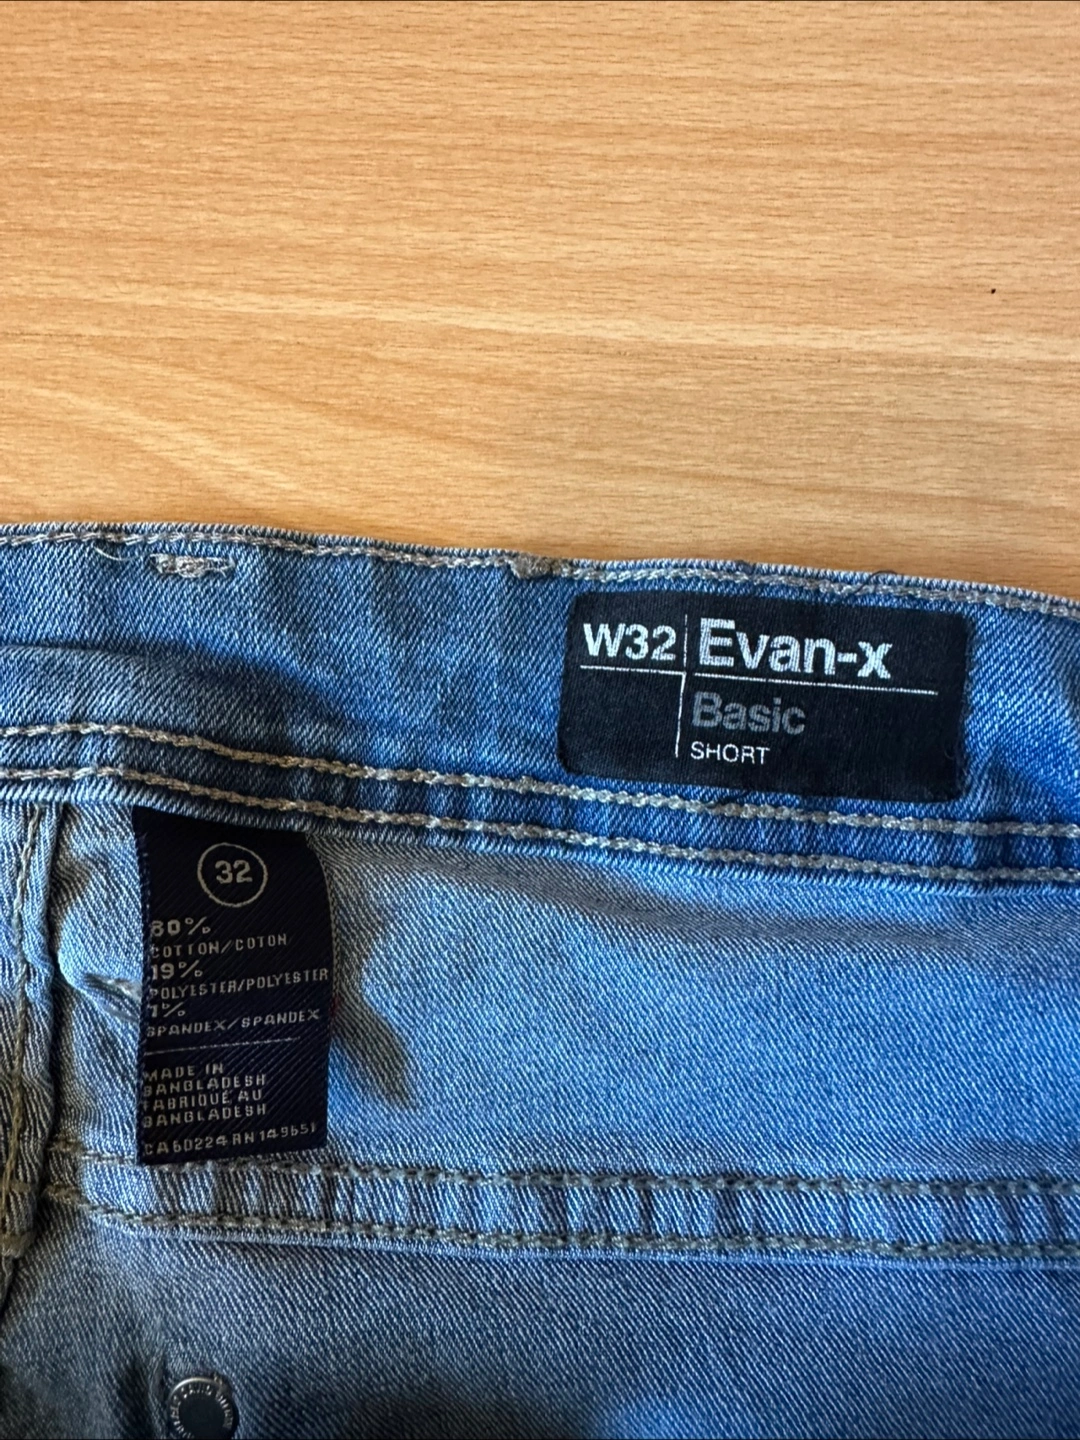 W32 Evan-x
Basic
SHORT
32
80%
COTTON/COTON
19%
POLYESTER/POLYESTER
1%
SPANDEX/SPANDEX
MADE IN
BANGLADESH
FABRIQUÉ AU
BANGLADESH